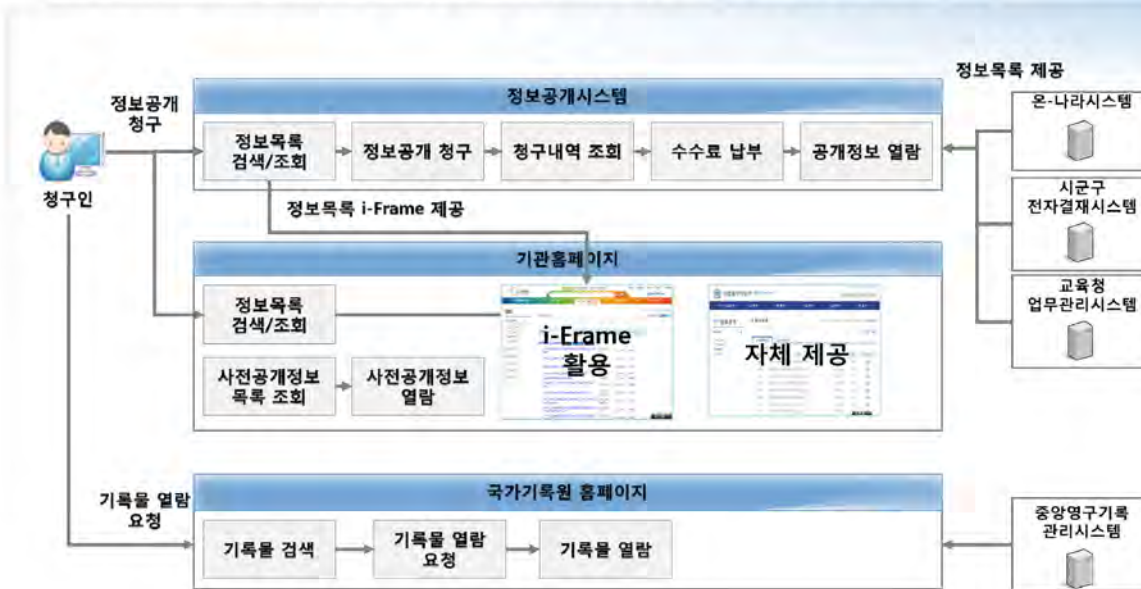 정보목록 제공
정보공개
청구
정보공개시스템
온-나라시스템
정보목록
검색/조회
정보공개 청구
청구내역 조회
수수료 납부
공개정보 열람
청구인
정보목록 i-Frame 제공
시군구
전자결재시스템
기관홈페이지
교육청
업무관리시스템
정보목록
검색/조회
i-Frame
활용
자체 제공
사전공개정보
목록 조회
사전공개정보
열람
기록물 열람
요청
국가기록원 홈페이지
중앙영구기록
관리시스템
기록물 검색
기록물 열람
요청
기록물 열람